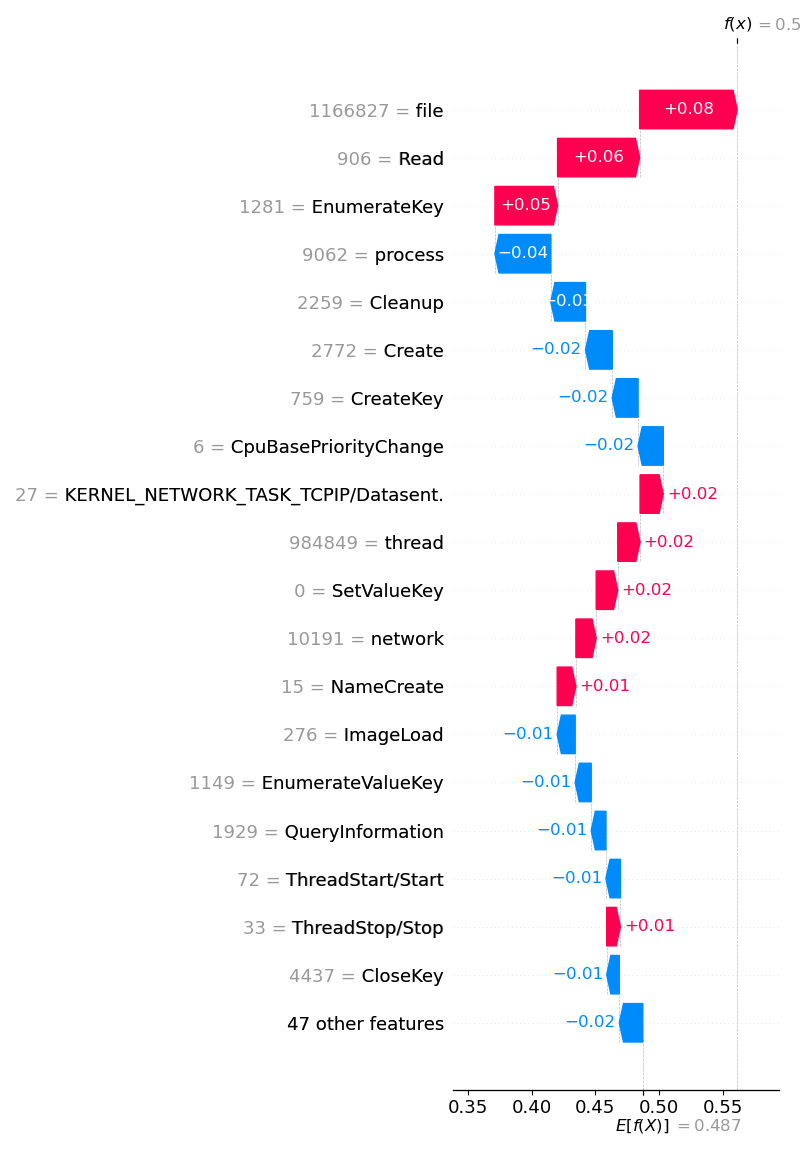 f(x) = 0.5
1166827 = file +0.08
906 = Read +0.06
1281 = EnumerateKey +0.05
9062 = process −0.04
2259 = Cleanup −0.03
2772 = Create −0.02
759 = CreateKey −0.02
6 = CpuBasePriorityChange −0.02
27 = KERNEL_NETWORK_TASK_TCPIP/Datasent. +0.02
984849 = thread +0.02
0 = SetValueKey +0.02
10191 = network +0.02
15 = NameCreate +0.01
276 = ImageLoad −0.01
1149 = EnumerateValueKey −0.01
1929 = QueryInformation −0.01
72 = ThreadStart/Start −0.01
33 = ThreadStop/Stop +0.01
4437 = CloseKey −0.01
47 other features −0.02
0.35 0.40 0.45 0.50 0.55
E[f(X)] = 0.487